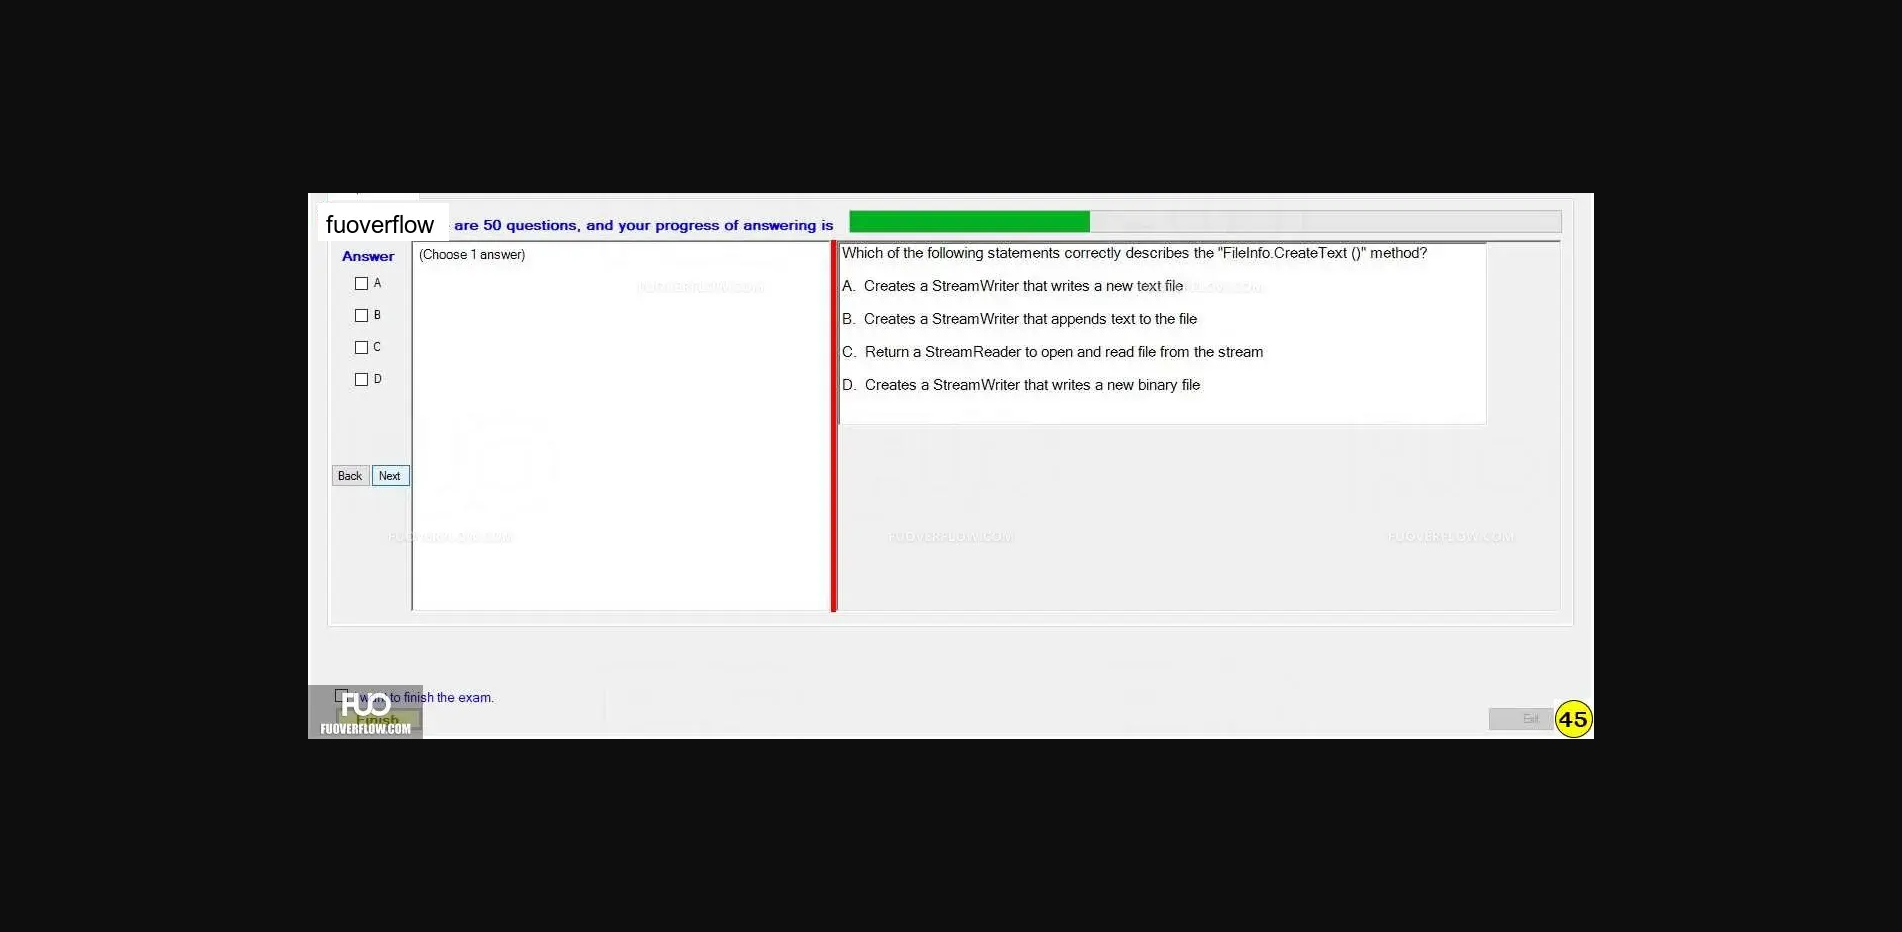 fuoverflow are 50 questions, and your progress of answering is
Answer
(Choose 1 answer)
A
B
C
D
Back Next
Which of the following statements correctly describes the "FileInfo.CreateText ()" method?
A. Creates a StreamWriter that writes a new text file
B. Creates a StreamWriter that appends text to the file
C. Return a StreamReader to open and read file from the stream
D. Creates a StreamWriter that writes a new binary file
FUOVERFLOW.COM
FUOVERFLOW.COM
FUOVERFLOW.COM
FUOVERFLOW.COM
want to finish the exam.
FUO
Finish
FUOVERFLOW.COM
Exit
45